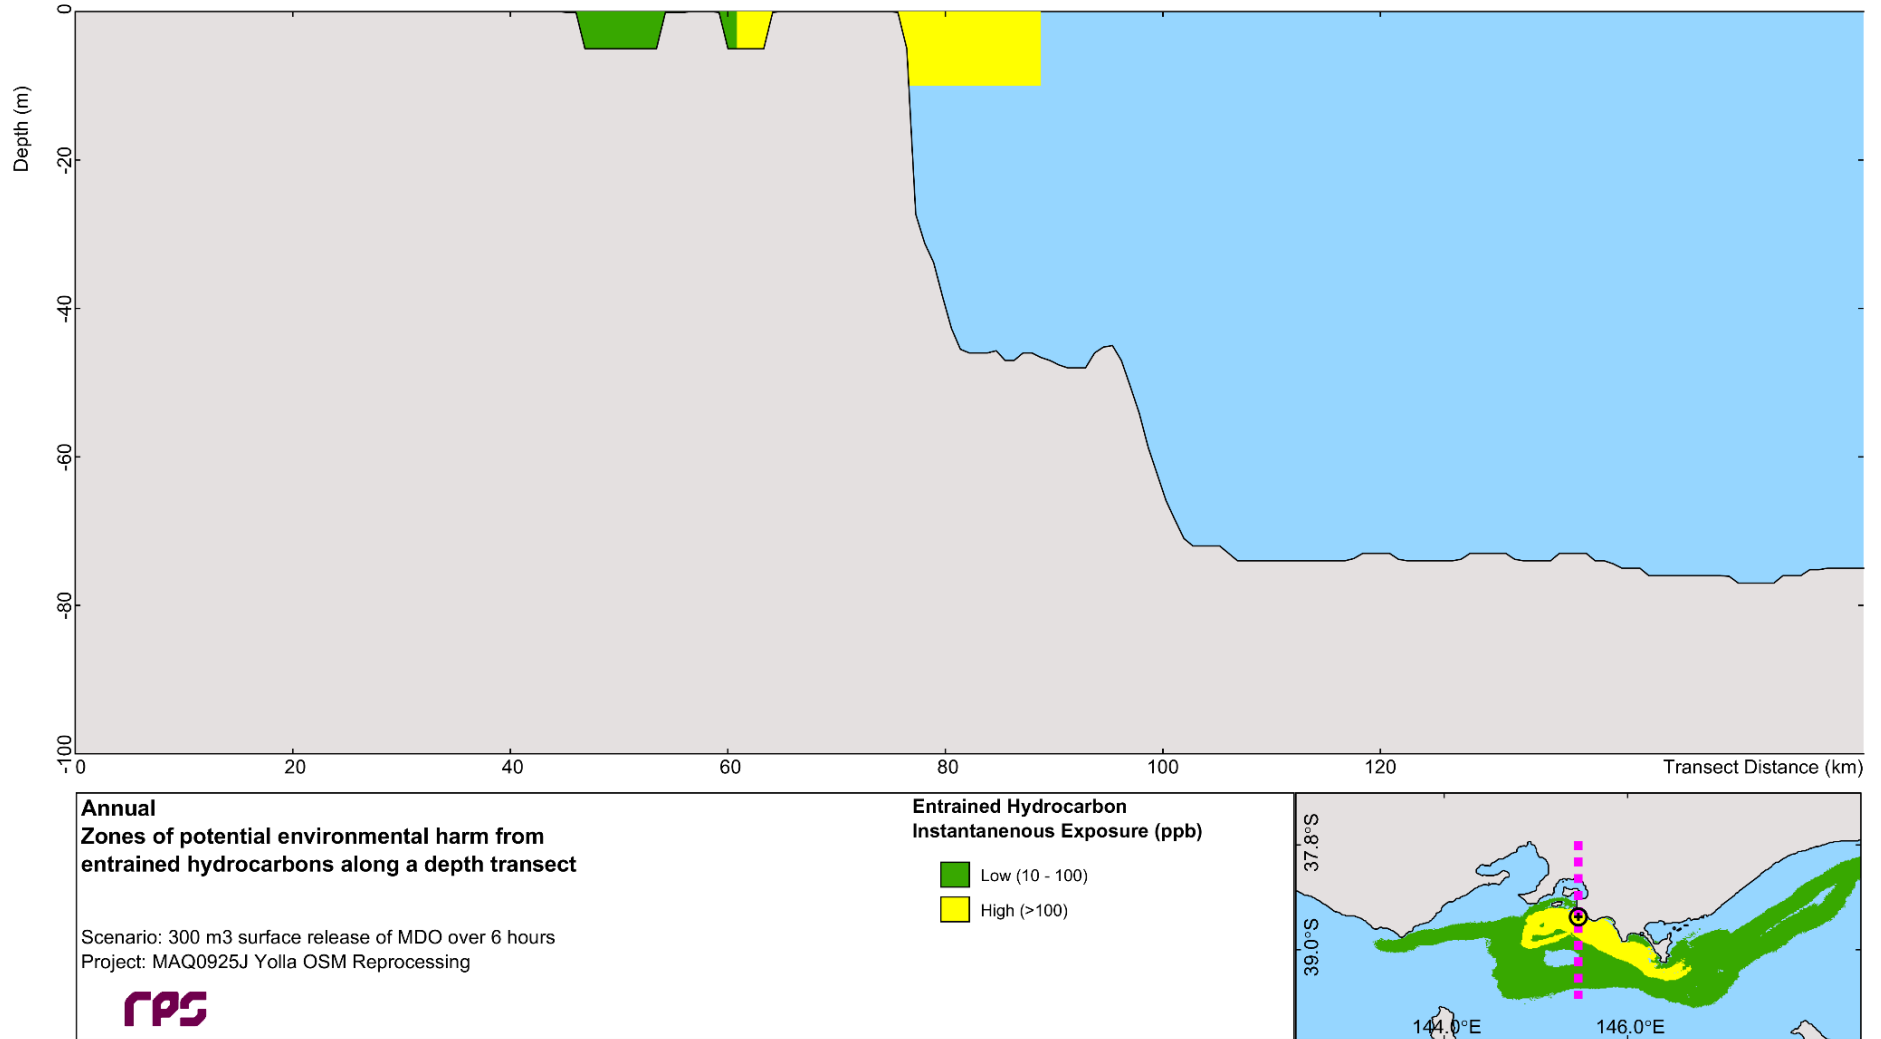 0
-20
-40
-60
-80
-100
Depth (m)
0
20
40
60
80
100
120
Transect Distance (km)
Annual
Zones of potential environmental harm from
entrained hydrocarbons along a depth transect
Scenario: 300 m3 surface release of MDO over 6 hours
Project: MAQ0925J Yolla OSM Reprocessing
rps
Entrained Hydrocarbon
Instantanenous Exposure (ppb)
Low (10 - 100)
High (>100)
37.8°S
39.0°S
144.0°E
146.0°E